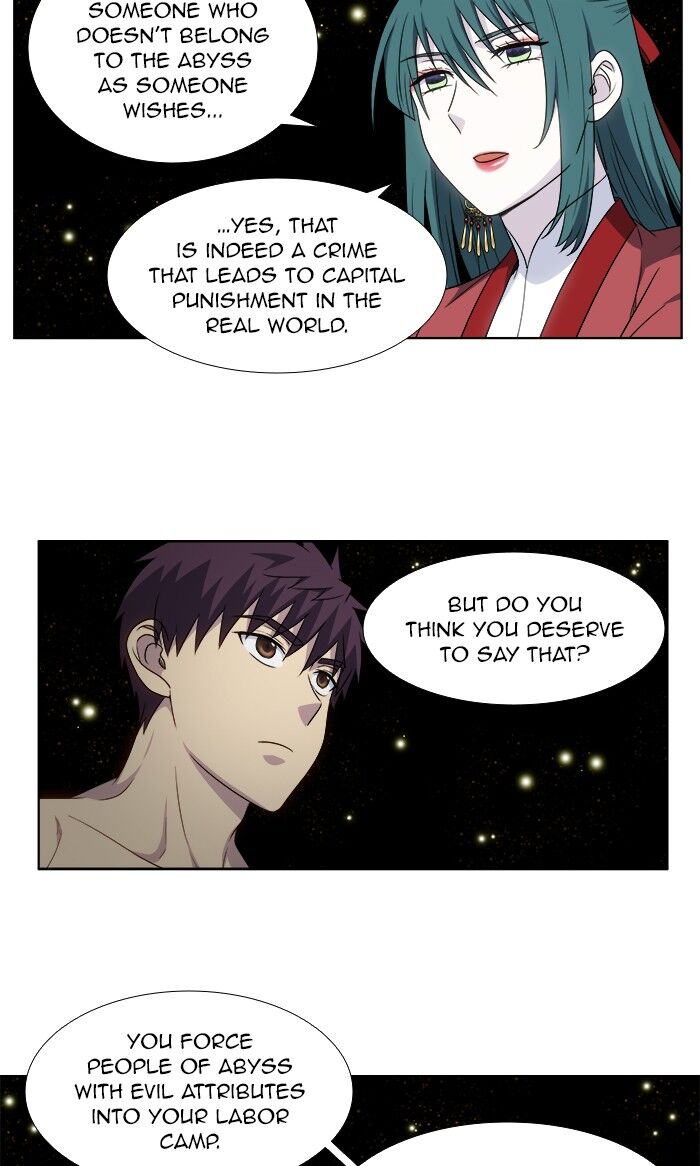 SOMEONE WHO
DOESN'T BELONG
TO THE ABYSS
AS SOMEONE
WISHES...
...YES, THAT
IS INDEED A CRIME
THAT LEADS TO CAPITAL
PUNISHMENT IN THE
REAL WORLD.
BUT DO YOU
THINK YOU DESERVE
TO SAY THAT?
YOU FORCE
PEOPLE OF ABYSS
WITH EVIL ATTRIBUTES
INTO YOUR LABOR
CAMP.